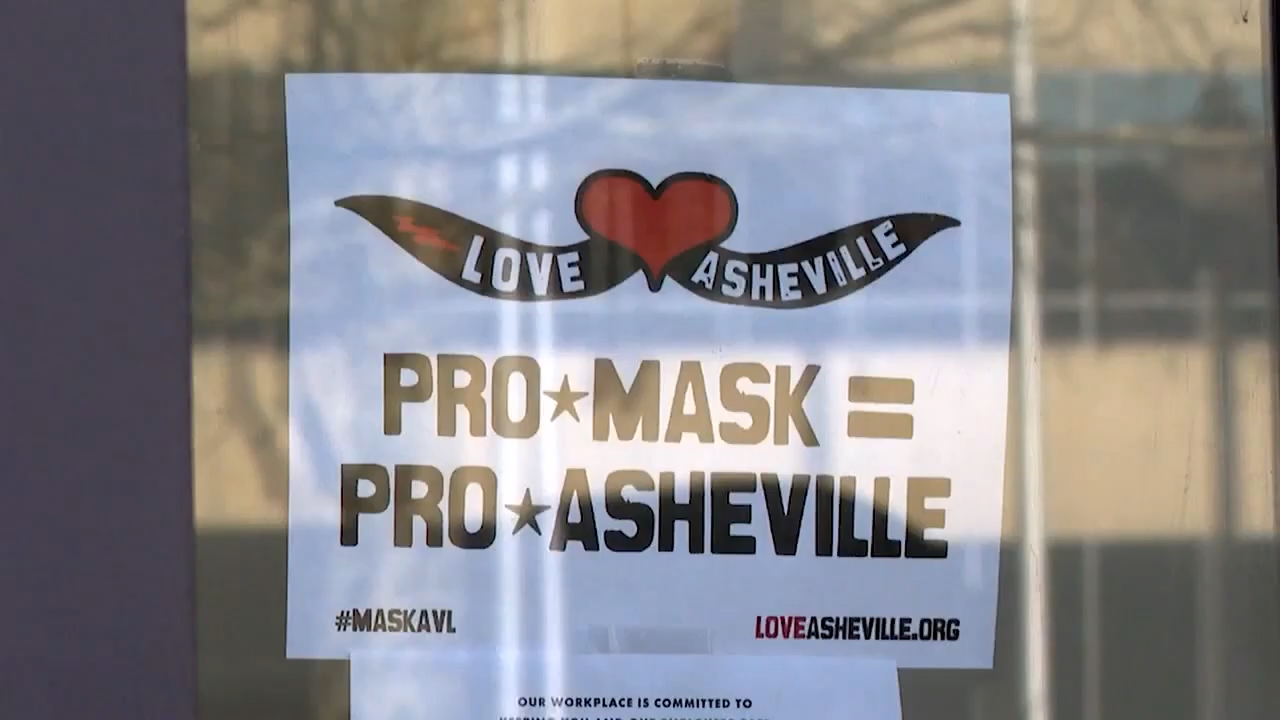 LOVE ASHEVILLE
PRO★MASK =
PRO★ASHEVILLE
#MASKAVL
LOVEASHEVILLE.ORG
OUR WORKPLACE IS COMMITTED TO